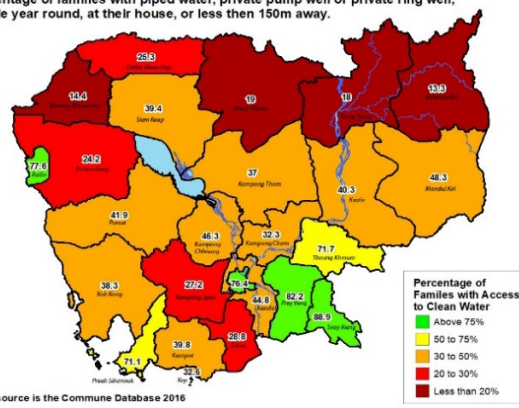 entage of families with piped water, private pump well or private ring well,
le year round, at their house, or less then 150m away.
25.3
14.4
39.4
Siem Reap
19
18
13.3
77.6
Pailin
24.2
Battambang
37
Kampong Thom
40.3
Kratie
48.3
Mondul Kiri
41.9
Pursat
46.3
Kampong
Chhnang
32.3
Kampong Cham
71.7
Tboung Khmum
38.3
Koh Kong
27.2
Kampong Speu
76.4
44.8
Kandal
82.2
Prey Veng
88.9
Svay Rieng
71.1
Preah Sihanouk
39.8
Kampot
28.8
Takeo
32.6
Kep
Percentage of
Familes with Access
to Clean Water
Above 75%
50 to 75%
30 to 50%
20 to 30%
Less than 20%
source is the Commune Database 2016